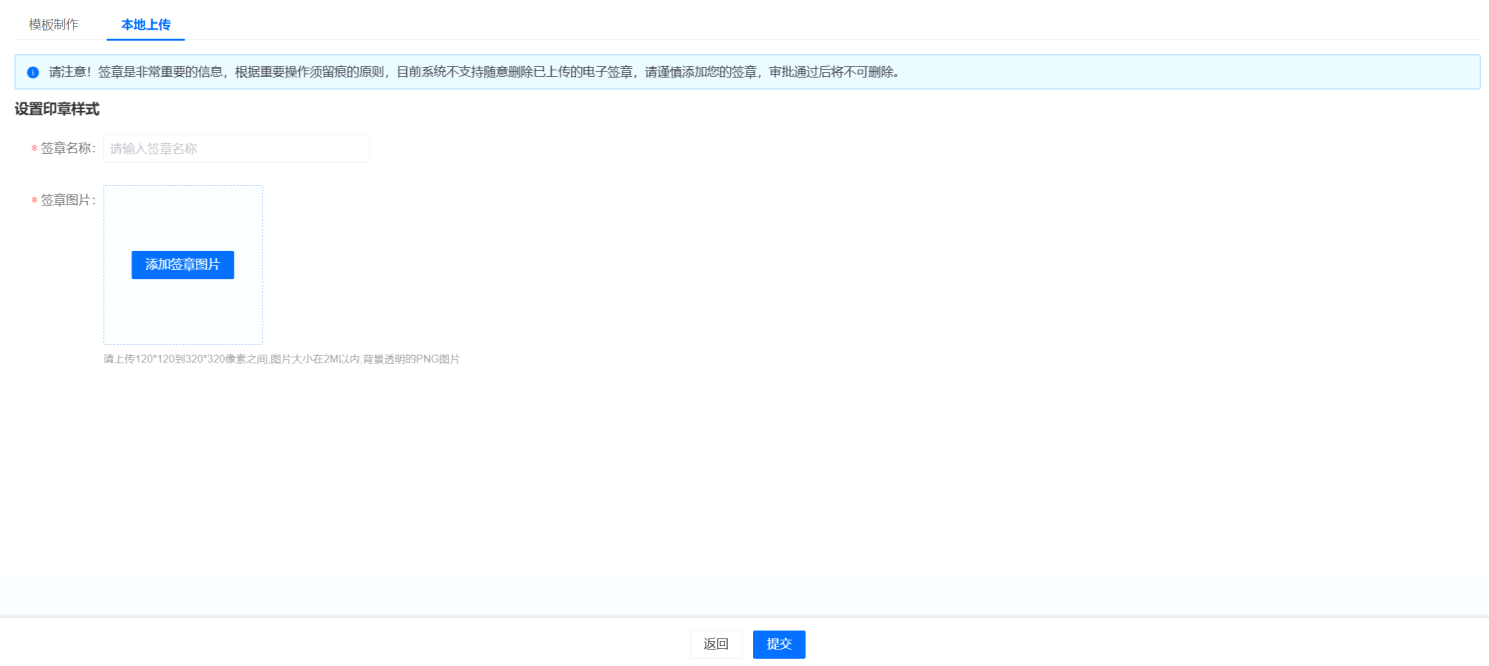 模板制作 本地上传
请注意！签章是非常重要的信息，根据重要操作须留痕的原则，目前系统不支持随意删除已上传的电子签章，请谨慎添加您的签章，审批通过后将不可删除。
设置印章样式
* 签章名称: 请输入签章名称
* 签章图片:
添加签章图片
请上传120*120到320*320像素之间,图片大小在2M以内,背景透明的PNG图片
返回 提交